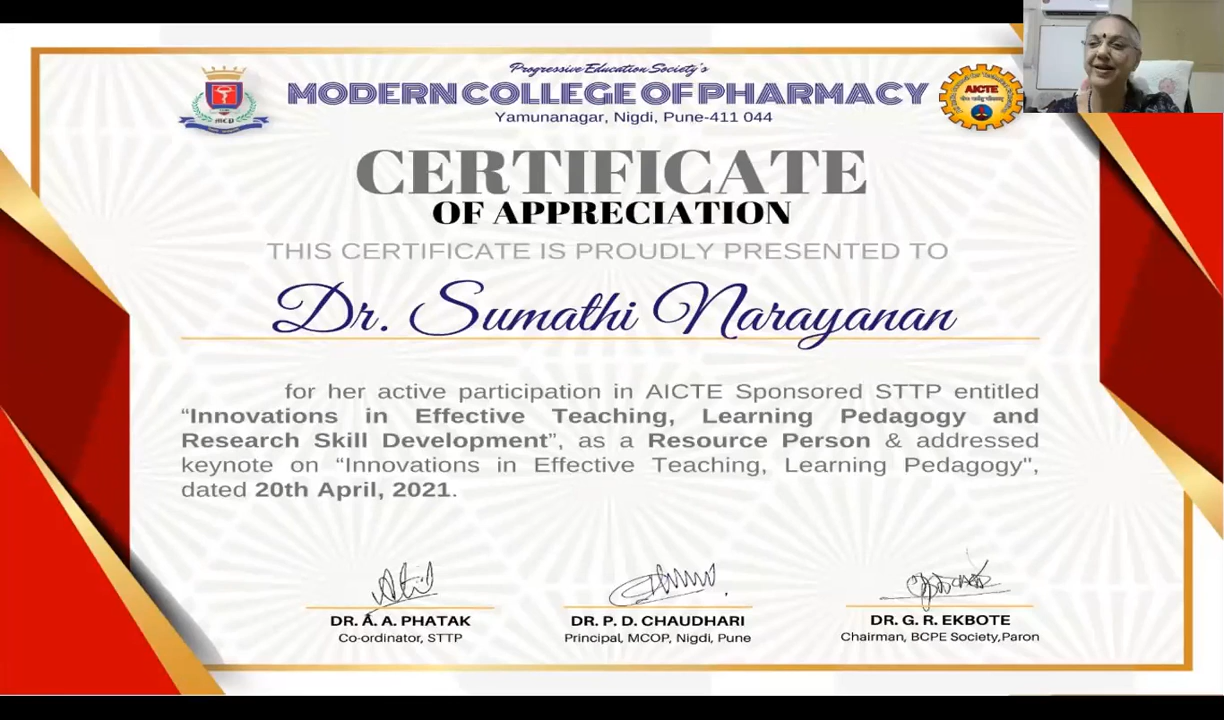 Progressive Education Society's
MODERN COLLEGE OF PHARMACY
Yamunanagar, Nigdi, Pune-411 044
MCP
AICTE
CERTIFICATE
OF APPRECIATION
THIS CERTIFICATE IS PROUDLY PRESENTED TO
Dr. Sumathi Narayanan
for her active participation in AICTE Sponsored STTP entitled
“Innovations in Effective Teaching, Learning Pedagogy and
Research Skill Development”, as a Resource Person & addressed
keynote on “Innovations in Effective Teaching, Learning Pedagogy",
dated 20th April, 2021.
DR. A. A. PHATAK
Co-ordinator, STTP
DR. P. D. CHAUDHARI
Principal, MCOP, Nigdi, Pune
DR. G. R. EKBOTE
Chairman, BCPE Society,Paron